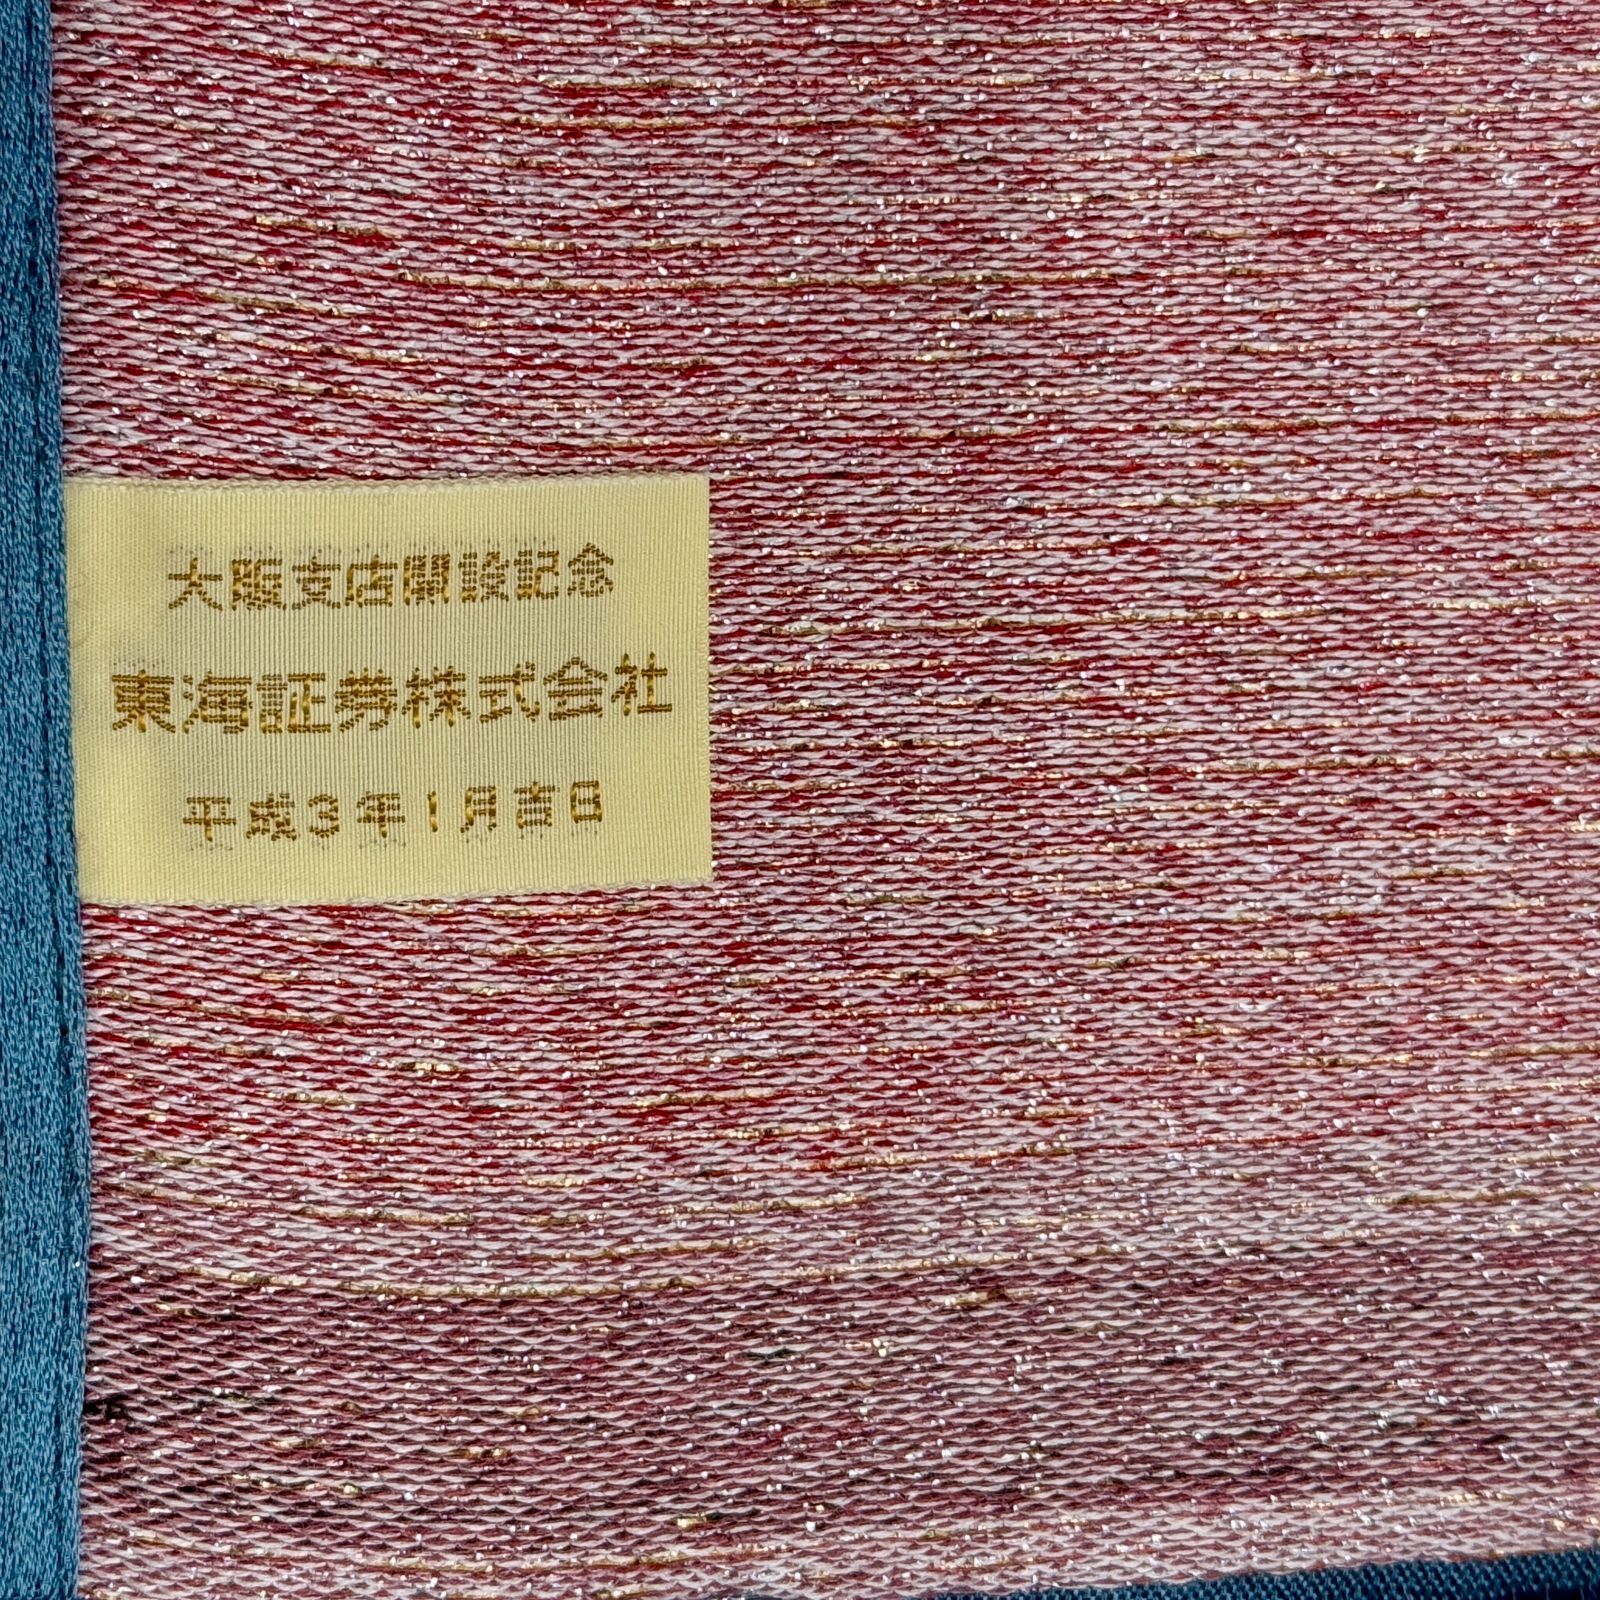 大阪支店開設記念
東海証券株式会社
平成3年1月吉日